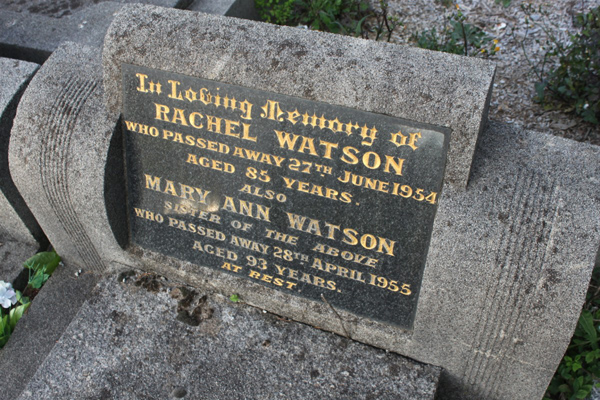 In Loving Memory of
RACHEL WATSON
WHO PASSED AWAY 27TH JUNE 1954
AGED 85 YEARS.
ALSO
MARY ANN WATSON
SISTER OF THE ABOVE
WHO PASSED AWAY 28TH APRIL 1955
AGED 93 YEARS.
AT REST.